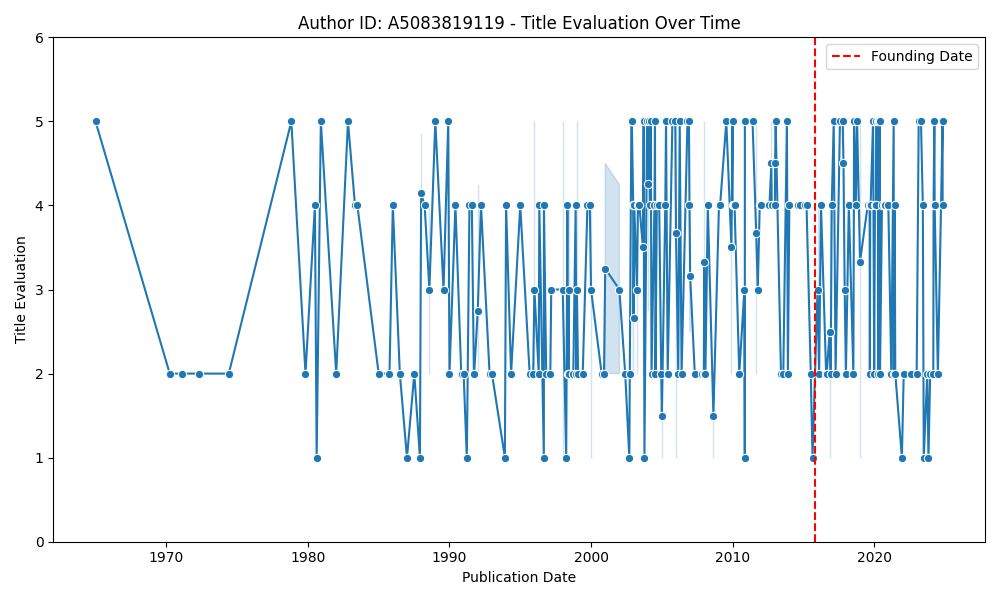 Author ID: A5083819119 - Title Evaluation Over Time
Founding Date
Title Evaluation
6
5
4
3
2
1
0
1970 1980 1990 2000 2010 2020
Publication Date